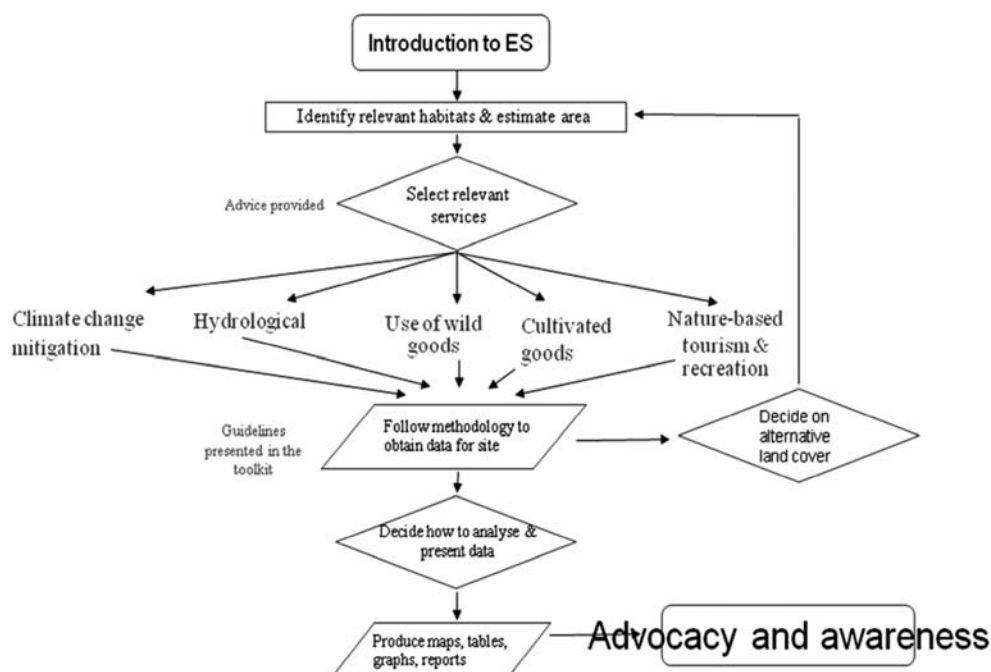 Introduction to ES
Identify relevant habitats & estimate area
Advice provided
Select relevant
services
Climate change
mitigation
Hydrological
Use of wild
goods
Cultivated
goods
Nature-based
tourism &
recreation
Guidelines
presented in the
toolkit
Follow methodology to
obtain data for site
Decide on
alternative
land cover
Decide how to analyse &
present data
Produce maps, tables,
graphs, reports
Advocacy and awareness